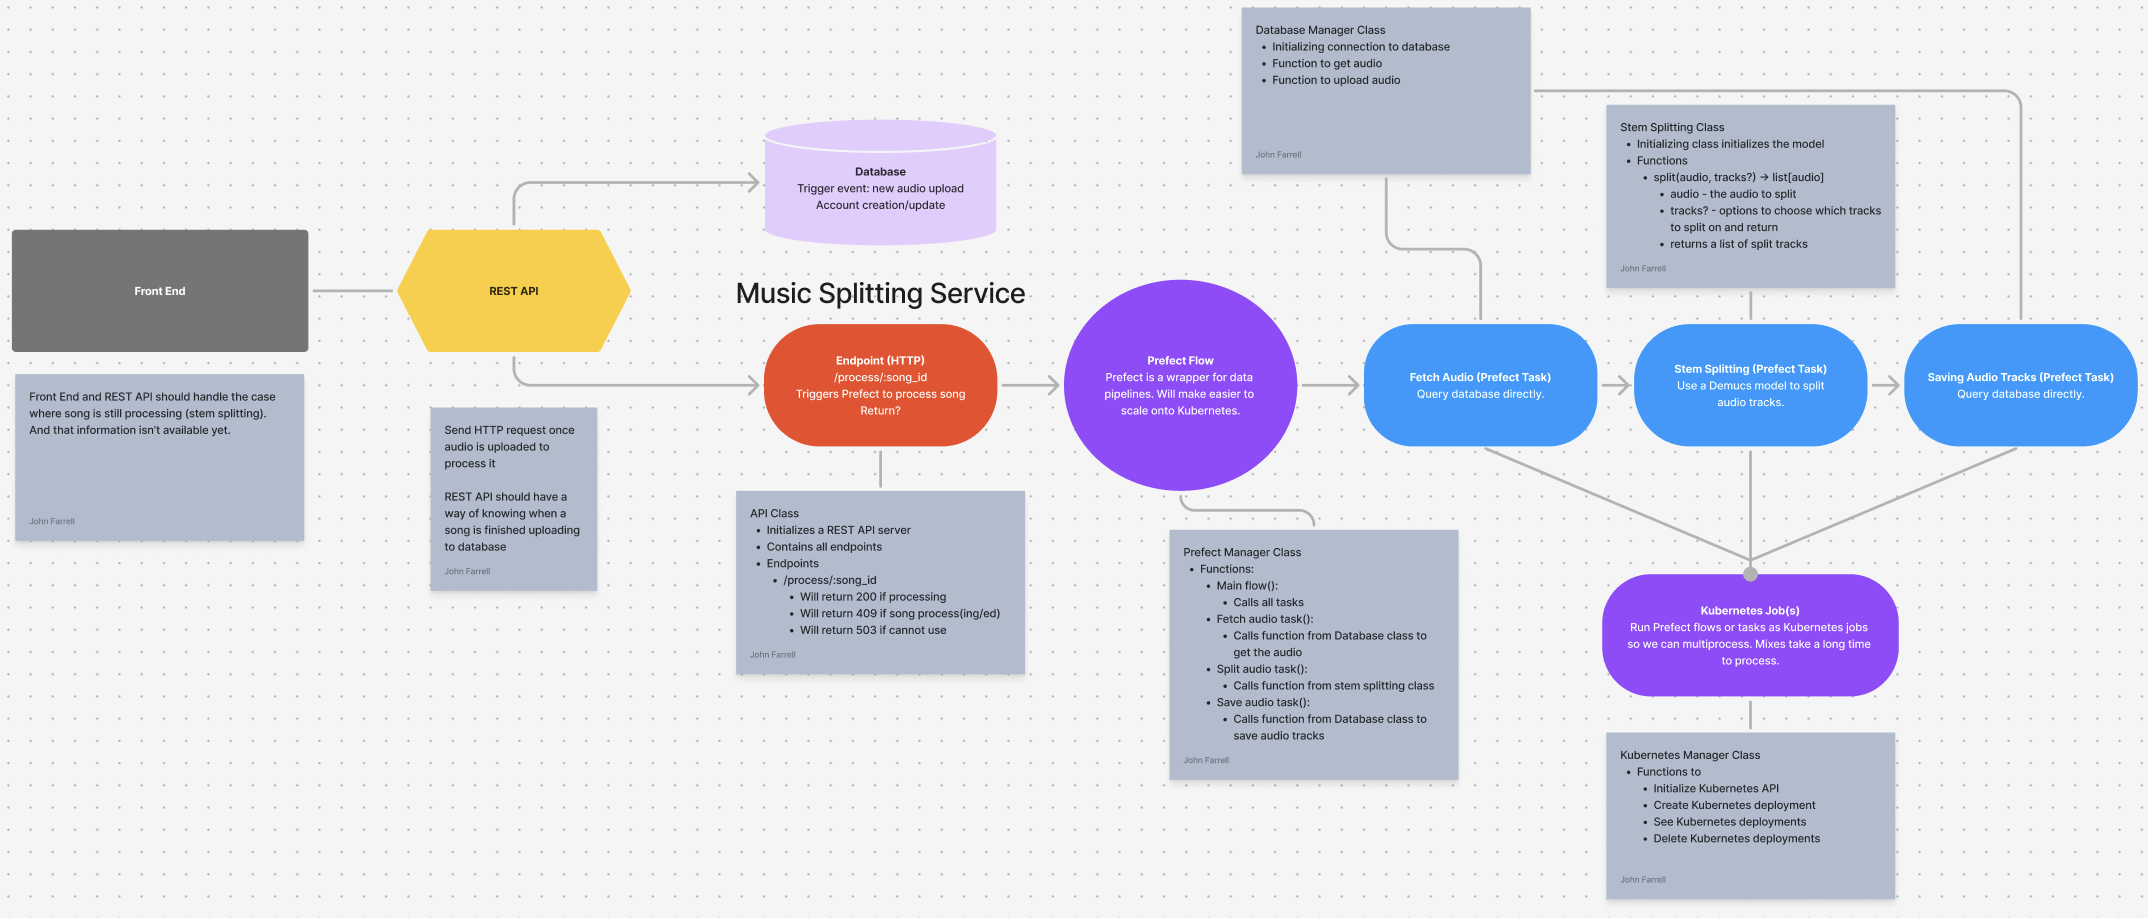 Front End
Front End and REST API should handle the case
where song is still processing (stem splitting).
And that information isn't available yet.
John Farrell
REST API
Send HTTP request once
audio is uploaded to
process it
REST API should have a
way of knowing when a
song is finished uploading
to database
John Farrell
Database
Trigger event: new audio upload
Account creation/update
Music Splitting Service
Endpoint (HTTP)
/process/:song_id
Triggers Prefect to process song
Return?
API Class
• Initializes a REST API server
• Contains all endpoints
• Endpoints
• /process/:song_id
• Will return 200 if processing
• Will return 409 if song process(ing/ed)
• Will return 503 if cannot use
John Farrell
Prefect Flow
Prefect is a wrapper for data
pipelines. Will make easier to
scale onto Kubernetes.
Prefect Manager Class
• Functions:
• Main flow():
• Calls all tasks
• Fetch audio task():
• Calls function from Database class to
get the audio
• Split audio task():
• Calls function from stem splitting class
• Save audio task():
• Calls function from Database class to
save audio tracks
John Farrell
Database Manager Class
• Initializing connection to database
• Function to get audio
• Function to upload audio
John Farrell
Fetch Audio (Prefect Task)
Query database directly.
Stem Splitting Class
• Initializing class initializes the model
• Functions
• split(audio, tracks?) → list[audio]
• audio - the audio to split
• tracks? - options to choose which tracks
to split on and return
• returns a list of split tracks
John Farrell
Stem Splitting (Prefect Task)
Use a Demucs model to split
audio tracks.
Saving Audio Tracks (Prefect Task)
Query database directly.
Kubernetes Job(s)
Run Prefect flows or tasks as Kubernetes jobs
so we can multiprocess. Mixes take a long time
to process.
Kubernetes Manager Class
• Functions to
• Initialize Kubernetes API
• Create Kubernetes deployment
• See Kubernetes deployments
• Delete Kubernetes deployments
John Farrell